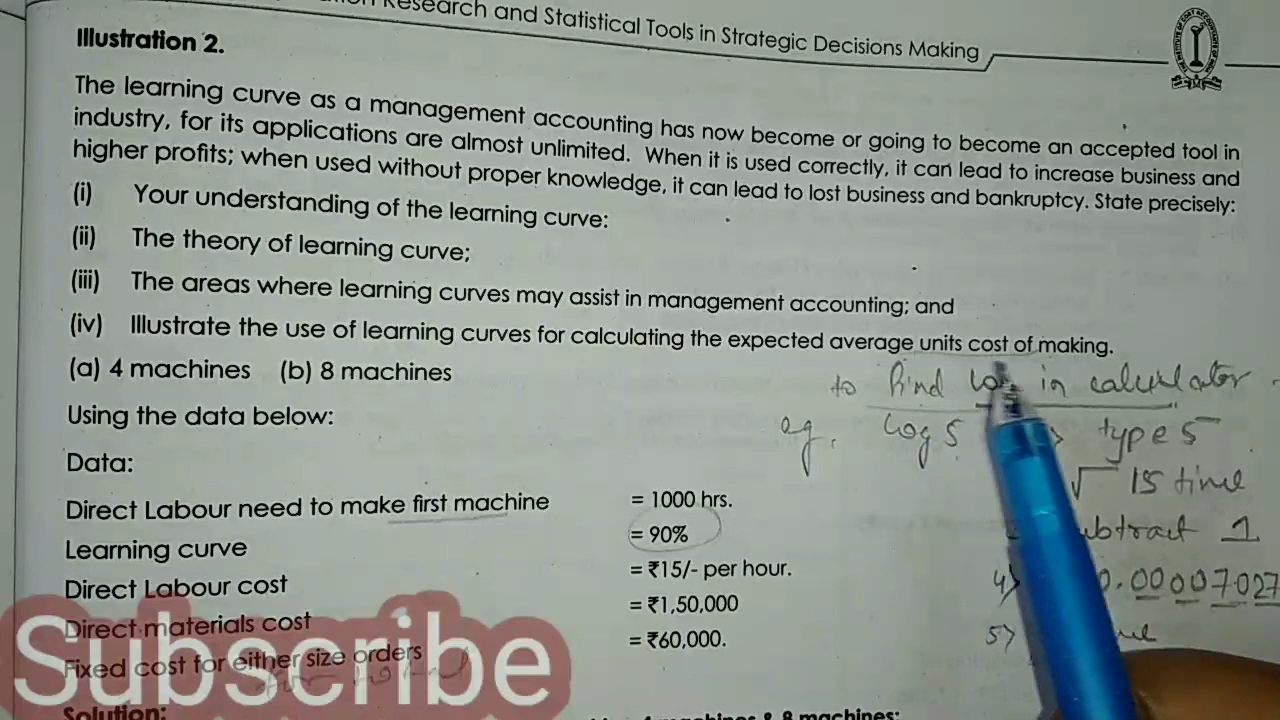 Research and Statistical Tools in Strategic Decisions Making
Illustration 2.
The learning curve as a management accounting has now become or going to become an accepted tool in
industry, for its applications are almost unlimited. When it is used correctly, it can lead to increase business and
higher profits; when used without proper knowledge, it can lead to lost business and bankruptcy. State precisely:
(i) Your understanding of the learning curve:
(ii) The theory of learning curve;
(iii) The areas where learning curves may assist in management accounting; and
(iv) Illustrate the use of learning curves for calculating the expected average units cost of making.
(a) 4 machines (b) 8 machines
to find in calculator
eg. log 5 type 5
Using the data below:
√ 15 time
Data:
Direct Labour need to make first machine = 1000 hrs.
subtract 1
Learning curve = 90%
Direct Labour cost = ₹15/- per hour.
4) 0.00007027
Direct materials cost = ₹1,50,000
5)
Fixed cost for either size orders = ₹60,000.
Subscribe
Solution:
4 machines & 8 machines: